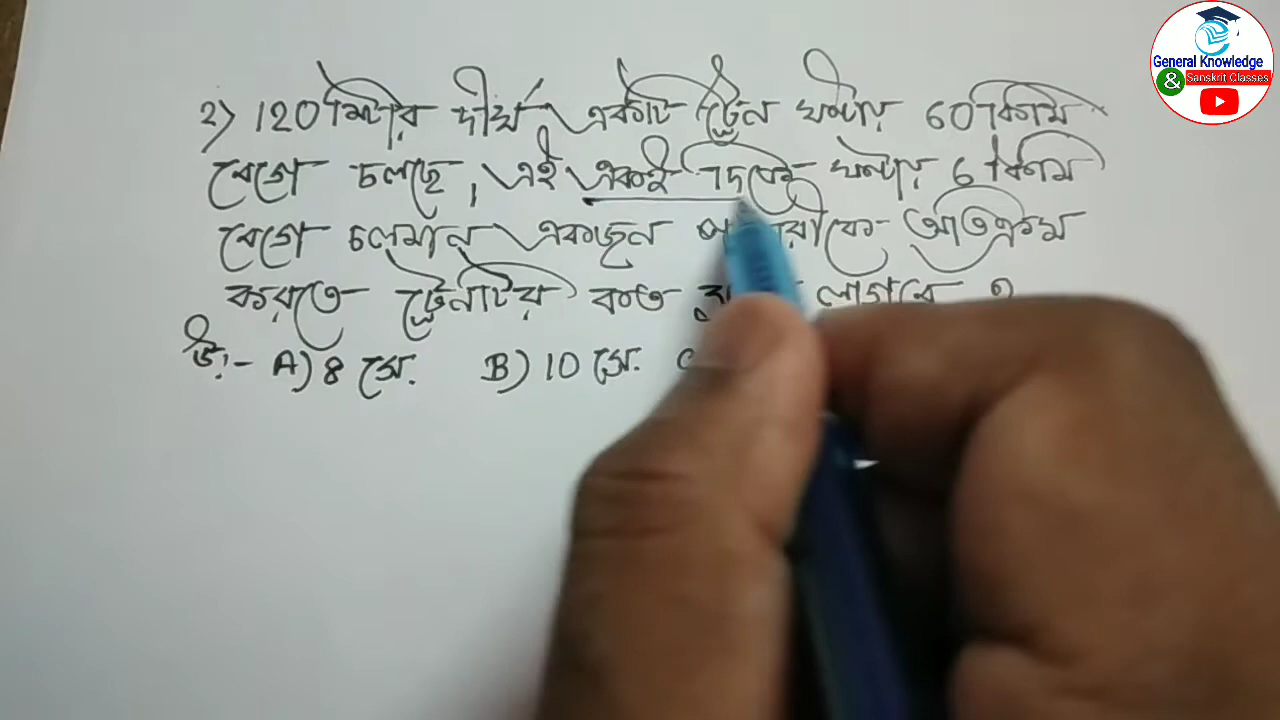 ২) 120 মিটার দীর্ঘ একটি ট্রেন ঘন্টায় 60 কিমি
বেগে চলছে, এই একই দিকে ঘন্টায় 6 কিমি
বেগে চলমান একজন অতিক্রম
করতে ট্রেনটির কত লাগবে ?
উঃ- A) 8 সে. B) 10 সে.
General Knowledge
& Sanskrit Classes